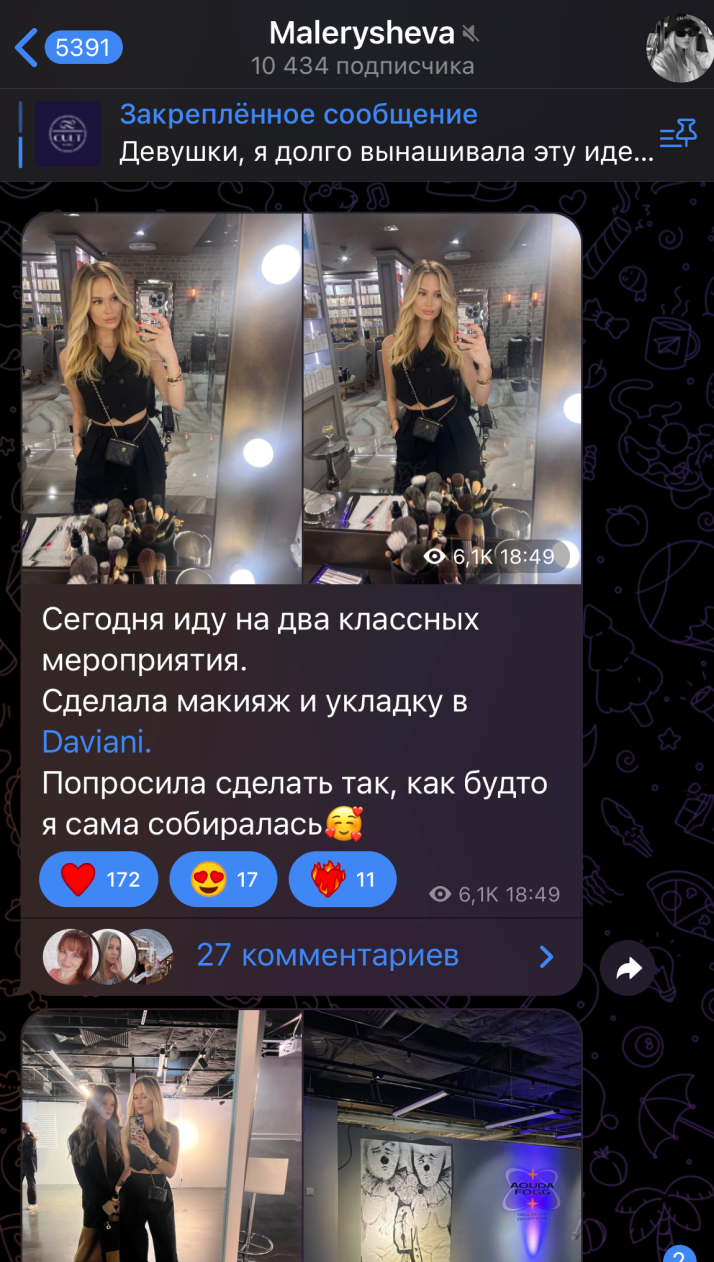 5391
Malerysheva
10 434 подписчика
CULT
Закреплённое сообщение
Девушки, я долго вынашивала эту иде...
6,1K 18:49
Сегодня иду на два классных
мероприятия.
Сделала макияж и укладку в
Daviani.
Попросила сделать так, как будто
я сама собиралась🥰
172
17
11
6,1K 18:49
27 комментариев
AOUDA
FOGG
2